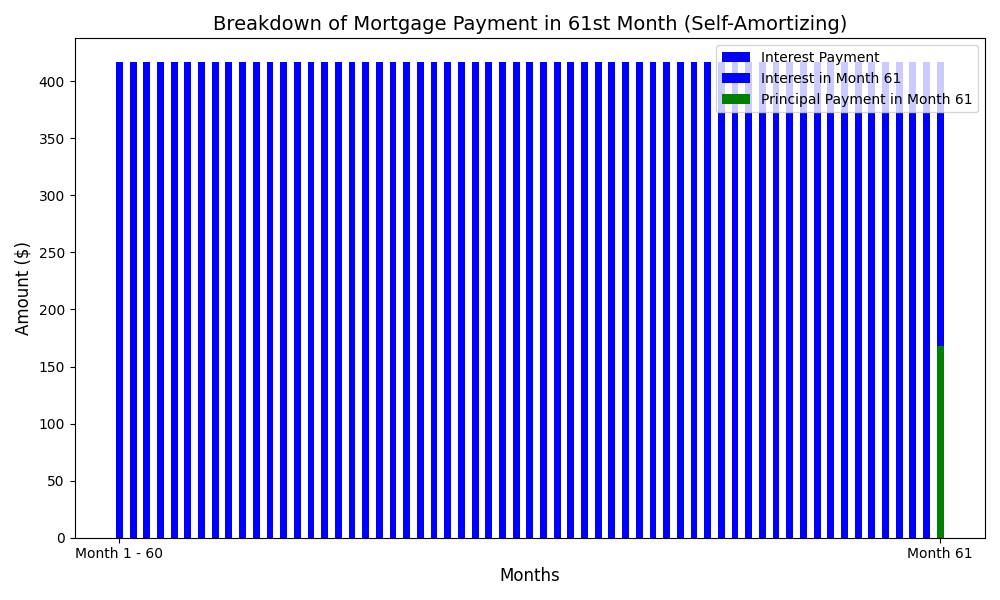 Breakdown of Mortgage Payment in 61st Month (Self-Amortizing)
Interest Payment
Interest in Month 61
Principal Payment in Month 61
Amount ($)
400
350
300
250
200
150
100
50
0
Month 1 - 60
Month 61
Months